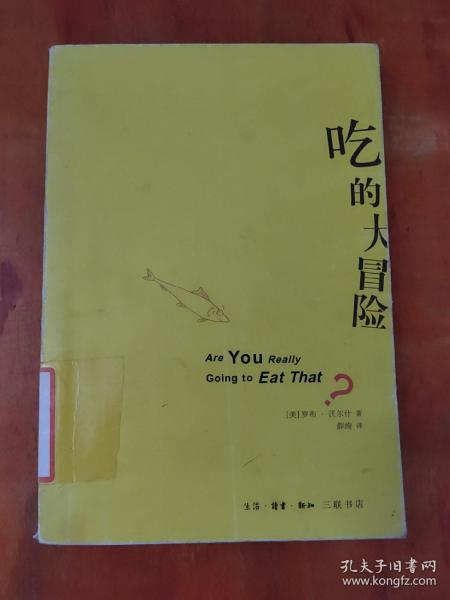 吃的大冒险
Are You Really
Going to Eat That
?
[美]罗布·沃尔什 著
薛绚 译
生活·讀書·新知 三联书店
孔夫子旧书网
www.kongfz.com